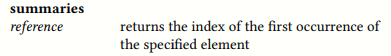 summaries
reference returns the index of the first occurrence of
the specified element